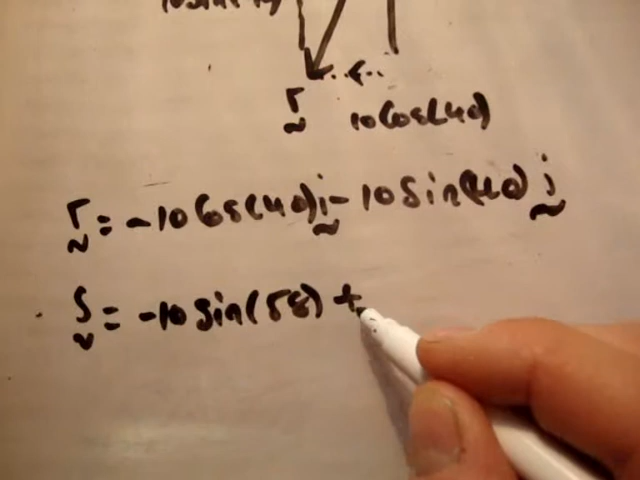 r 10Cos(40)
r = -10Cos(40)i - 10Sin(40)j
s = -10Sin(58) +